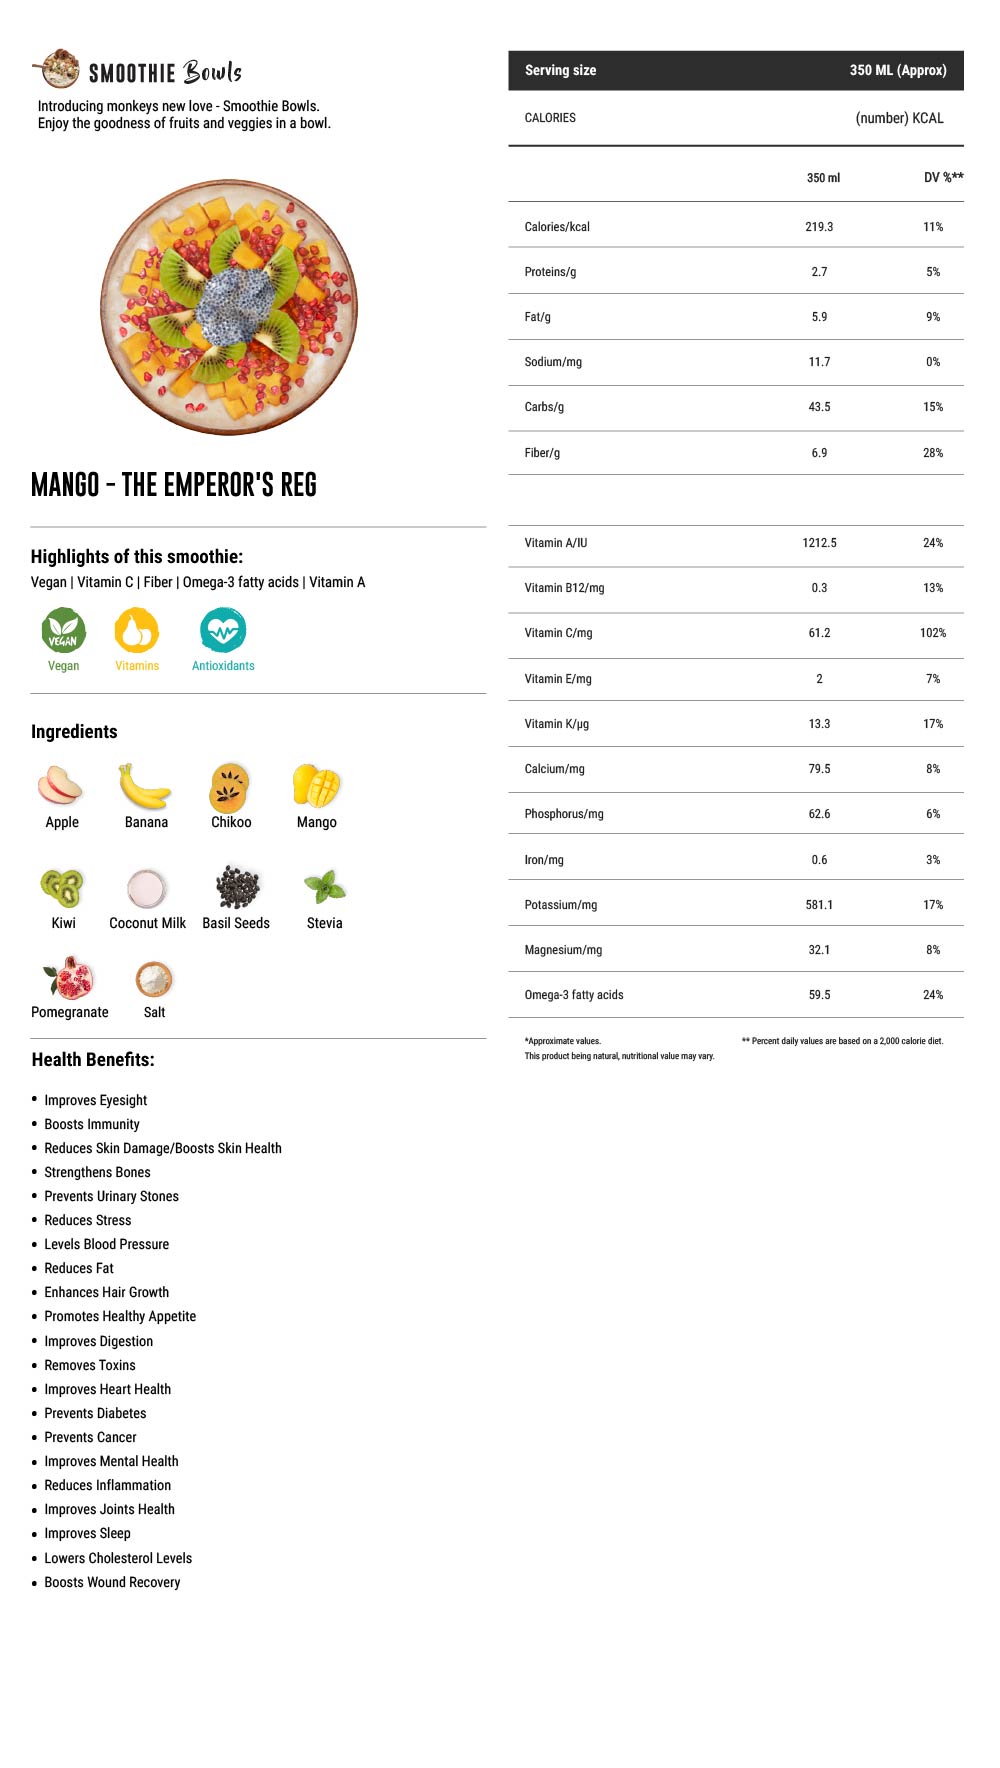 SMOOTHIE Bowls
Introducing monkeys new love - Smoothie Bowls.
Enjoy the goodness of fruits and veggies in a bowl.
MANGO - THE EMPEROR'S REG
Highlights of this smoothie:
Vegan | Vitamin C | Fiber | Omega-3 fatty acids | Vitamin A
VEGAN
Vegan Vitamins Antioxidants
Ingredients
Apple Banana Chikoo Mango
Kiwi Coconut Milk Basil Seeds Stevia
Pomegranate Salt
Health Benefits:
• Improves Eyesight
• Boosts Immunity
• Reduces Skin Damage/Boosts Skin Health
• Strengthens Bones
• Prevents Urinary Stones
• Reduces Stress
• Levels Blood Pressure
• Reduces Fat
• Enhances Hair Growth
• Promotes Healthy Appetite
• Improves Digestion
• Removes Toxins
• Improves Heart Health
• Prevents Diabetes
• Prevents Cancer
• Improves Mental Health
• Reduces Inflammation
• Improves Joints Health
• Improves Sleep
• Lowers Cholesterol Levels
• Boosts Wound Recovery
Serving size 350 ML (Approx)
CALORIES (number) KCAL
350 ml DV %**
Calories/kcal 219.3 11%
Proteins/g 2.7 5%
Fat/g 5.9 9%
Sodium/mg 11.7 0%
Carbs/g 43.5 15%
Fiber/g 6.9 28%
Vitamin A/IU 1212.5 24%
Vitamin B12/mg 0.3 13%
Vitamin C/mg 61.2 102%
Vitamin E/mg 2 7%
Vitamin K/µg 13.3 17%
Calcium/mg 79.5 8%
Phosphorus/mg 62.6 6%
Iron/mg 0.6 3%
Potassium/mg 581.1 17%
Magnesium/mg 32.1 8%
Omega-3 fatty acids 59.5 24%
*Approximate values. ** Percent daily values are based on a 2,000 calorie diet.
This product being natural, nutritional value may vary.